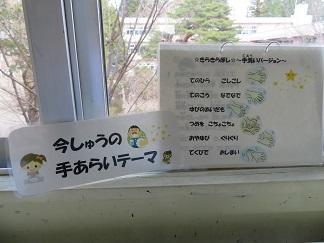 今しゅうの
手あらいテーマ
☆きらきらぼし☆～手洗いバージョン～
てのひら ごしごし
てのこう なでなで
ゆびのあいだも
つめを こちょこちょ
おやゆび ぐりぐり
てくびで おしまい